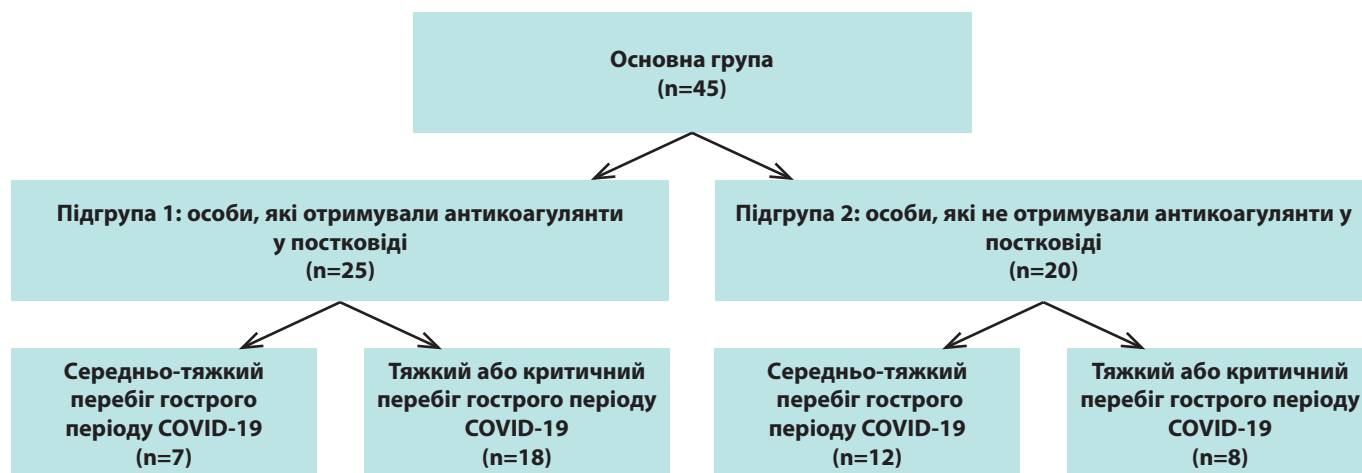 Основна група
(n=45)
Підгрупа 1: особи, які отримували антикоагулянти
у постковіді
(n=25)
Підгрупа 2: особи, які не отримували антикоагулянти у
постковіді
(n=20)
Середньо-тяжкий
перебіг гострого
періоду COVID-19
(n=7)
Тяжкий або критичний
перебіг гострого періоду
COVID-19
(n=18)
Середньо-тяжкий
перебіг гострого
періоду COVID-19
(n=12)
Тяжкий або критичний
перебіг гострого періоду
COVID-19
(n=8)